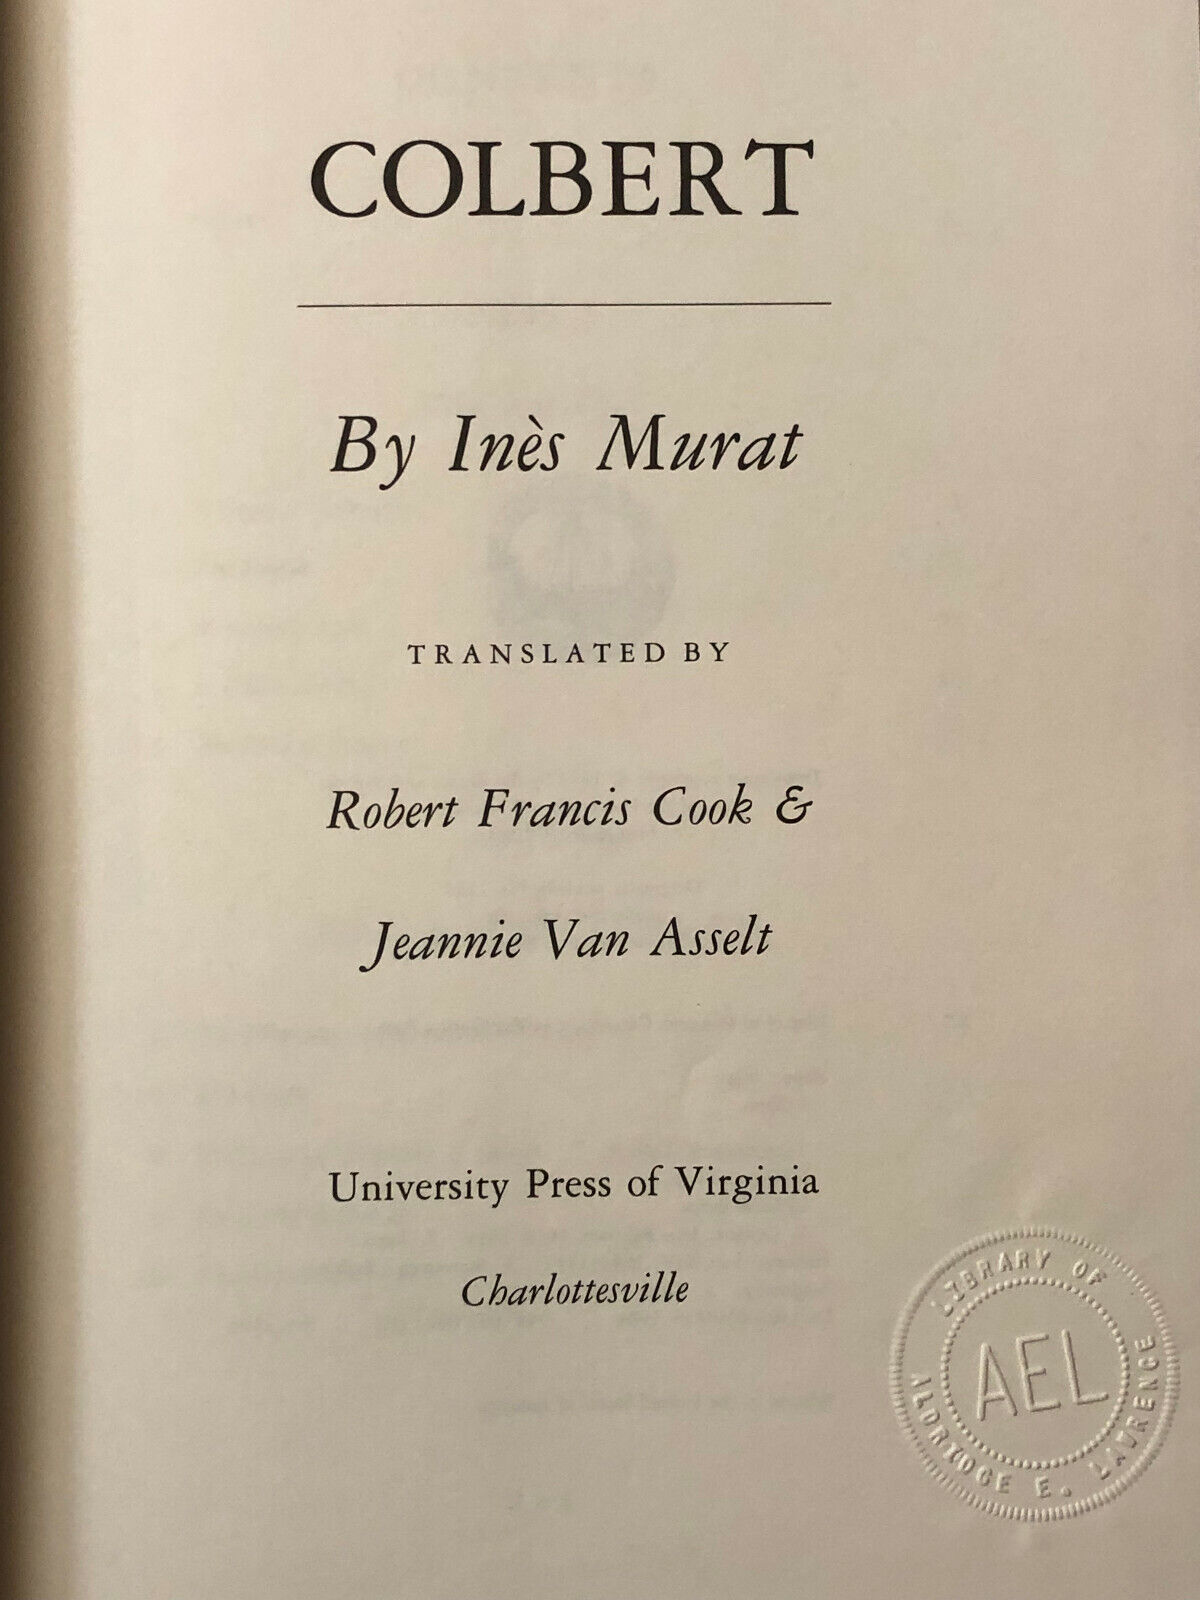 COLBERT
By Inès Murat
TRANSLATED BY
Robert Francis Cook &
Jeannie Van Asselt
University Press of Virginia
Charlottesville
LIBRARY OF
AEL
ALDRIDGE E. LAWRENCE